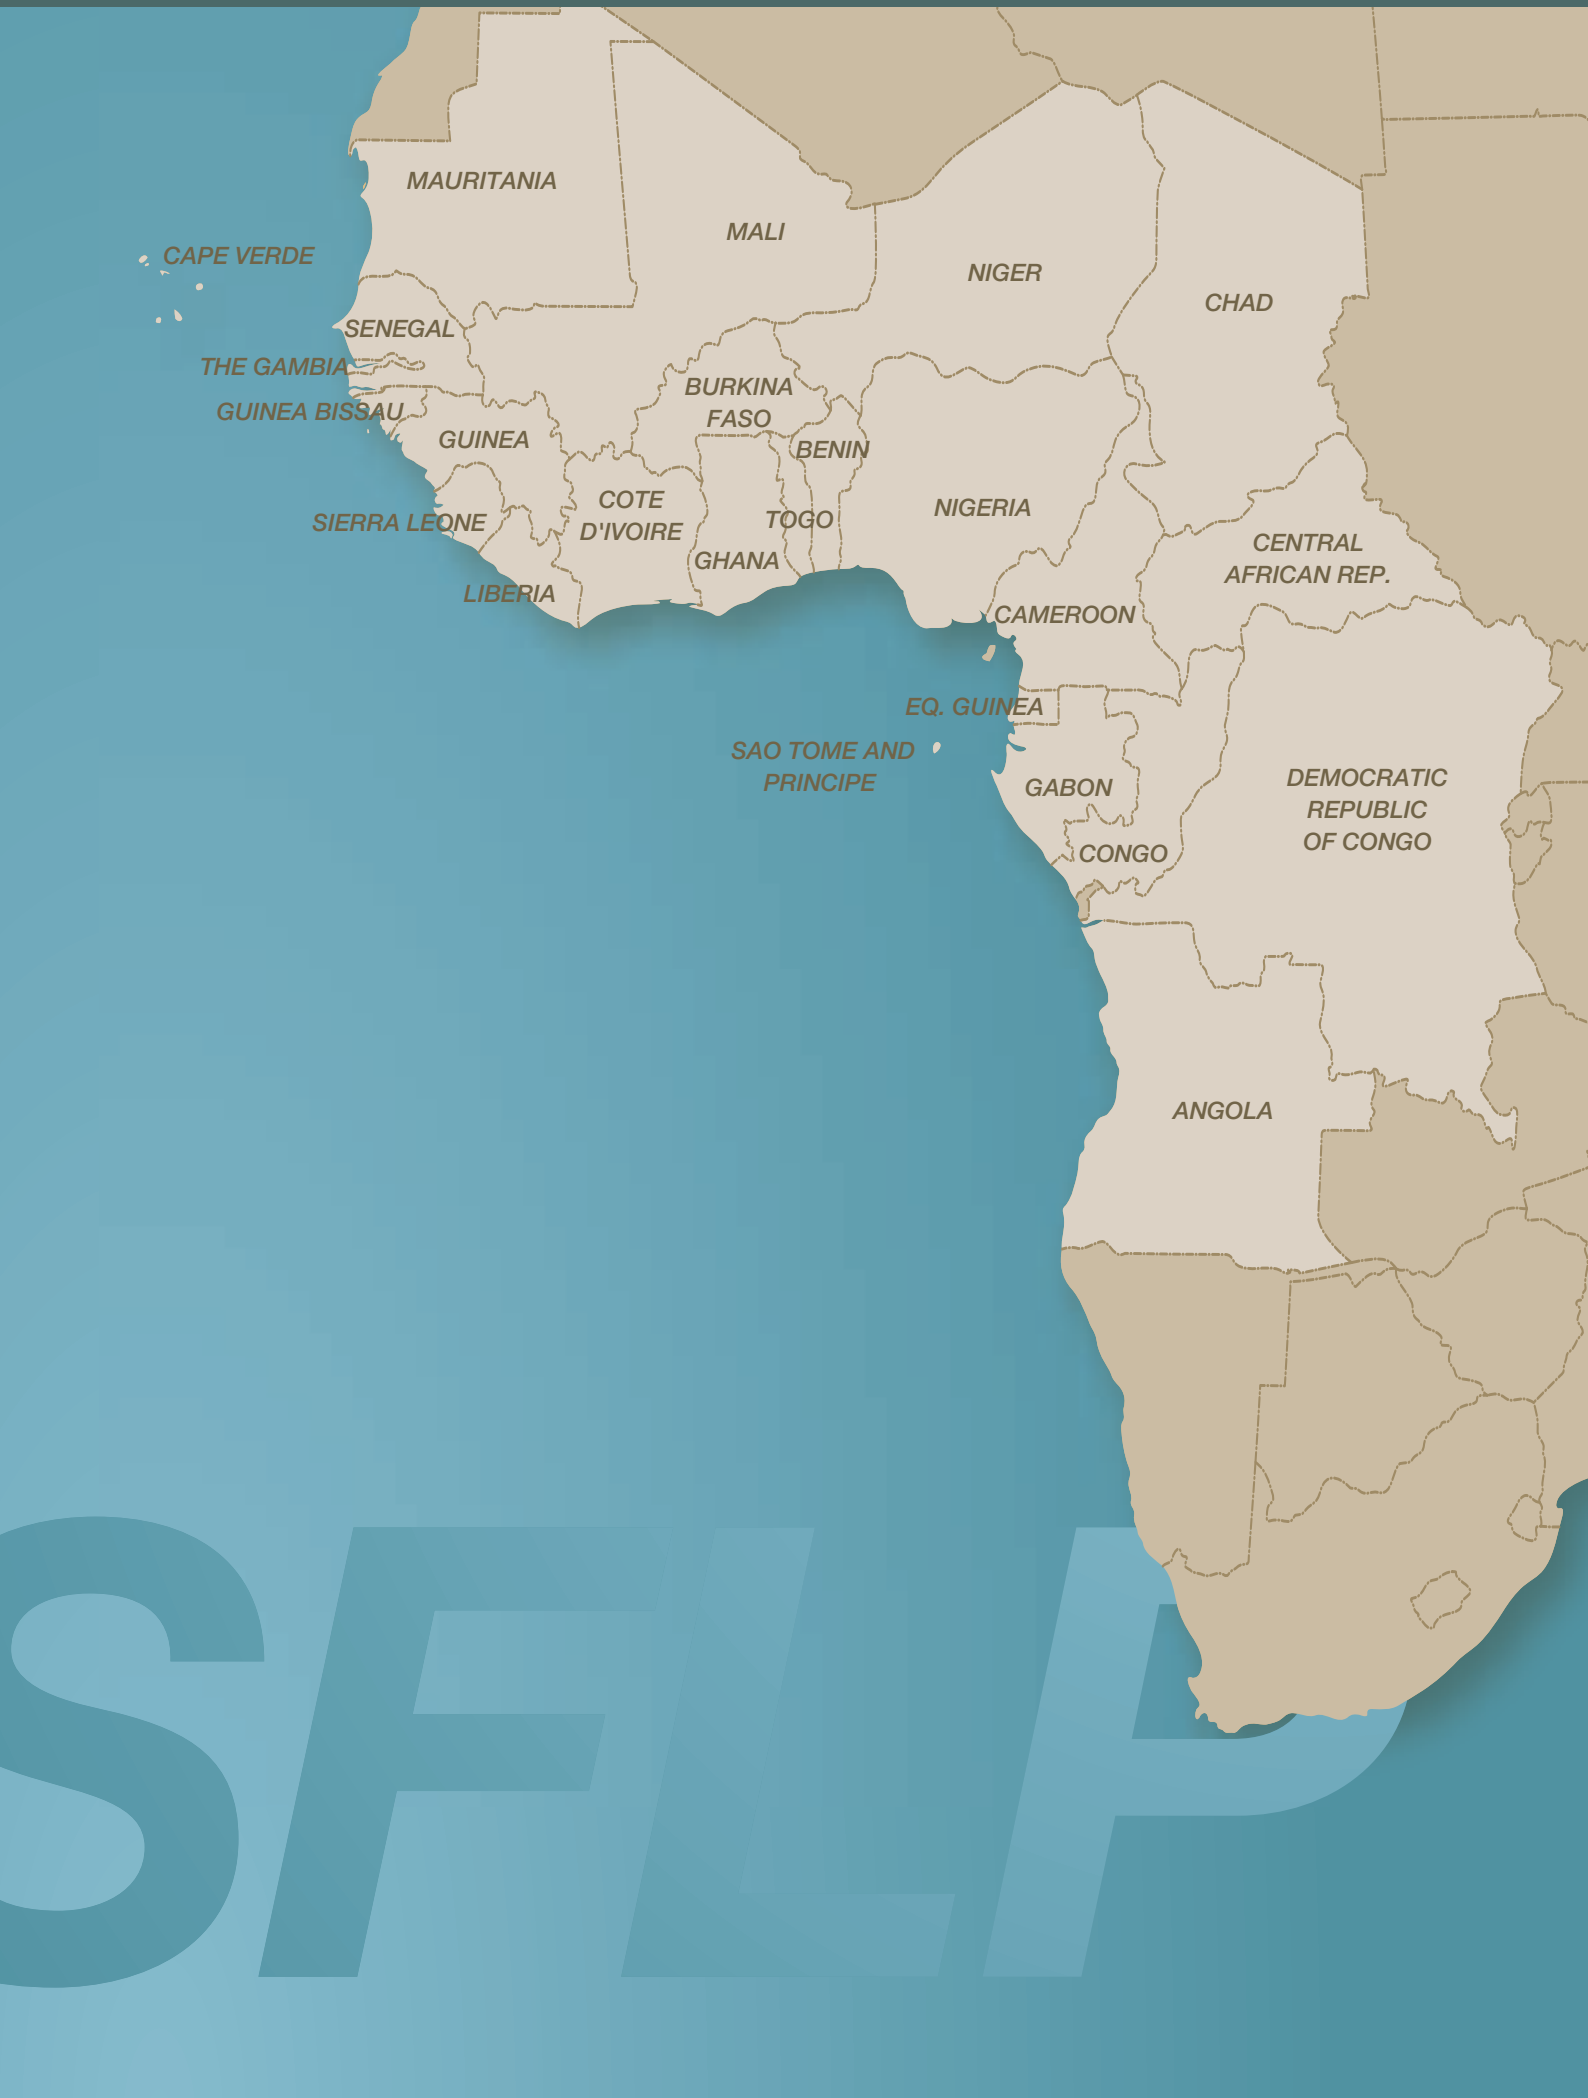 MAURITANIA
MALI
CAPE VERDE
NIGER
CHAD
SENEGAL
THE GAMBIA
BURKINA
FASO
GUINEA BISSAU
GUINEA
BENIN
COTE
D'IVOIRE
NIGERIA
TOGO
SIERRA LEONE
CENTRAL
AFRICAN REP.
GHANA
LIBERIA
CAMEROON
EQ. GUINEA
SAO TOME AND
PRINCIPE
GABON
DEMOCRATIC
REPUBLIC
OF CONGO
CONGO
ANGOLA
SFLP